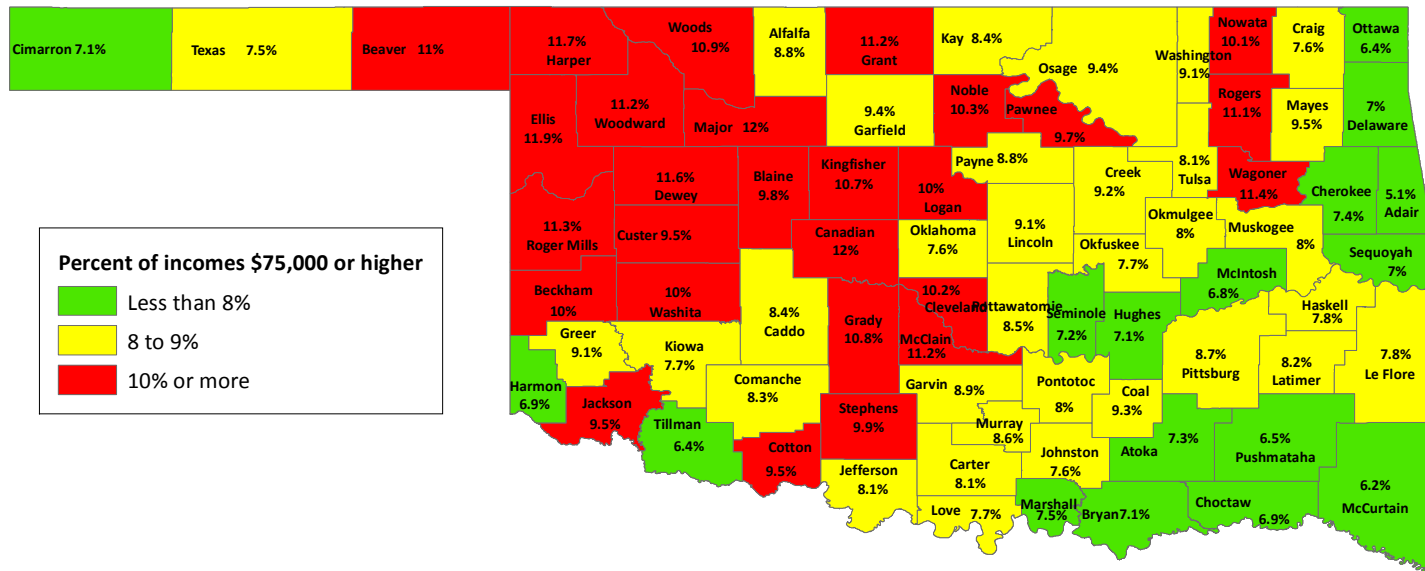 Cimarron 7.1%
Texas 7.5%
Beaver 11%
11.7%
Harper
Woods
10.9%
Alfalfa
8.8%
11.2%
Grant
Kay 8.4%
Osage 9.4%
Washington
9.1%
Nowata
10.1%
Craig
7.6%
Ottawa
6.4%
Ellis
11.9%
11.2%
Woodward
Major 12%
9.4%
Garfield
Noble
10.3%
Pawnee
9.7%
Rogers
11.1%
Mayes
9.5%
7%
Delaware
11.6%
Dewey
Blaine
9.8%
Kingfisher
10.7%
10%
Logan
Payne 8.8%
Creek
9.2%
8.1%
Tulsa
Wagoner
11.4%
Cherokee
7.4%
5.1%
Adair
11.3%
Roger Mills
Custer 9.5%
Canadian
12%
Oklahoma
7.6%
9.1%
Lincoln
Okfuskee
7.7%
Okmulgee
8%
Muskogee
8%
Sequoyah
7%
Percent of incomes $75,000 or higher
Less than 8%
8 to 9%
10% or more
Beckham
10%
10%
Washita
8.4%
Caddo
Grady
10.8%
10.2%
Cleveland
McClain
11.2%
Pottawatomie
8.5%
Seminole
7.2%
Hughes
7.1%
McIntosh
6.8%
Haskell
7.8%
Greer
9.1%
Kiowa
7.7%
Comanche
8.3%
Garvin 8.9%
Pontotoc
8%
Coal
9.3%
8.7%
Pittsburg
8.2%
Latimer
7.8%
Le Flore
Harmon
6.9%
Jackson
9.5%
Tillman
6.4%
Cotton
9.5%
Stephens
9.9%
Murray
8.6%
Johnston
7.6%
Atoka 7.3%
6.5%
Pushmataha
Jefferson
8.1%
Carter
8.1%
Love 7.7%
Marshall
7.5%
Bryan 7.1%
Choctaw
6.9%
6.2%
McCurtain